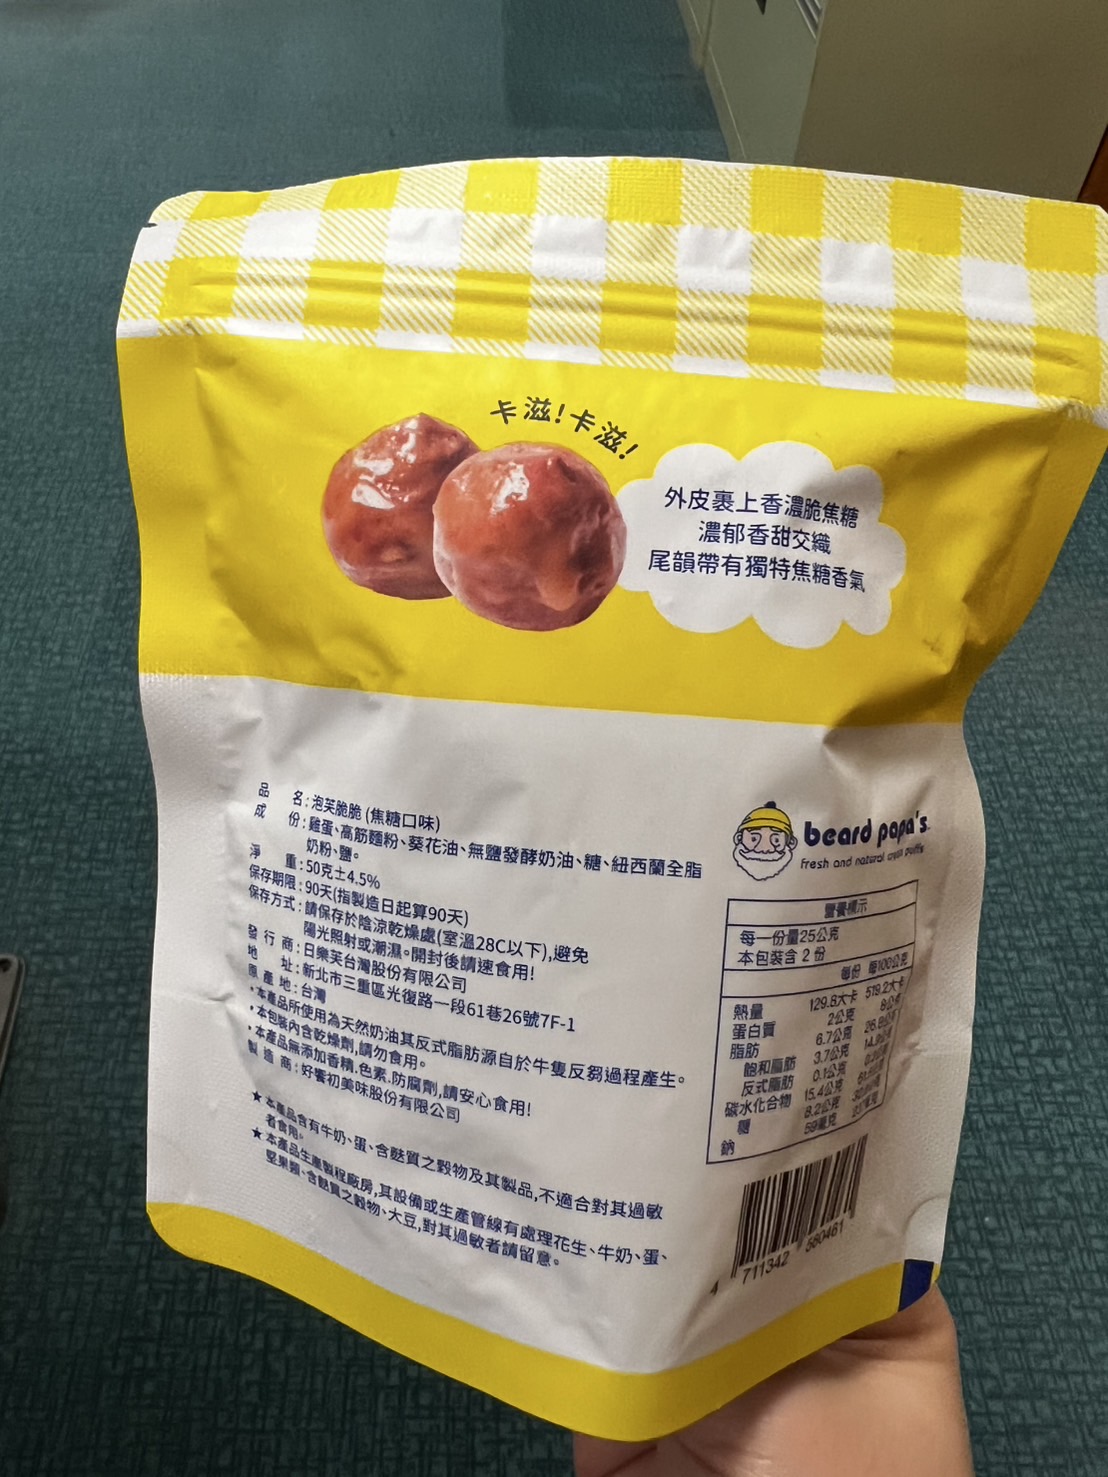 卡滋!卡滋!
外皮裹上香濃脆焦糖
濃郁香甜交織
尾韻帶有獨特焦糖香氣
品 名:泡芙脆脆 (焦糖口味)
成 份:雞蛋、高筋麵粉、葵花油、無鹽發酵奶油、糖、紐西蘭全脂
奶粉、鹽。
淨 重:50克±4.5%
保存期限:90天(指製造日起算90天)
保存方式:請保存於陰涼乾燥處(室溫28C以下),避免
陽光照射或潮濕。開封後請速食用!
發 行 商:日樂芙台灣股份有限公司
地 址:新北市三重區光復路一段61巷26號7F-1
原 產 地:台灣
•本產品所使用為天然奶油其反式脂肪源自於牛隻反芻過程產生。
•本包裝內含乾燥劑,請勿食用。
•本產品無添加香精.色素.防腐劑,請安心食用!
製 造 商:好饗初美味股份有限公司
★本產品含有牛奶、蛋、含麩質之穀物及其製品,不適合對其過敏
者食用。
★本產品生產製程廠房,其設備或生產管線有處理花生、牛奶、蛋、
堅果類、含麩質之穀物、大豆,對其過敏者請留意。
beard papa's
fresh and natural cream puffs
營養標示
每一份量25公克
本包裝含 2 份
每份 每100公克
熱量 129.8大卡 519.2大卡
蛋白質 2公克 8公克
脂肪 6.7公克
飽和脂肪 3.7公克
反式脂肪 0.1公克
碳水化合物 15.4公克
糖 8.2公克
鈉 59毫克
4 711342 580461